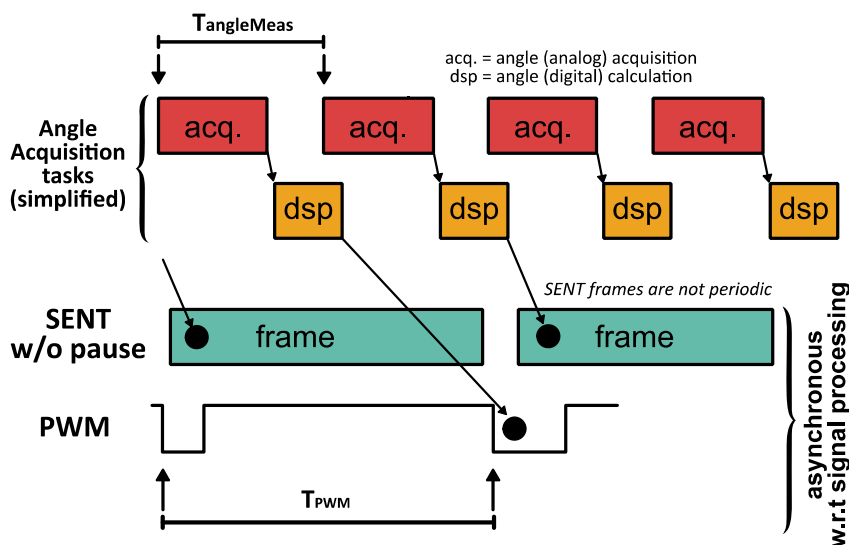 TangleMeas
acq. = angle (analog) acquisition
dsp = angle (digital) calculation
Angle
Acquisition
tasks
(simplified)
acq.
acq.
acq.
acq.
dsp
dsp
dsp
dsp
SENT frames are not periodic
SENT
w/o pause
frame
frame
PWM
TPWM
asynchronous
w.r.t signal processing